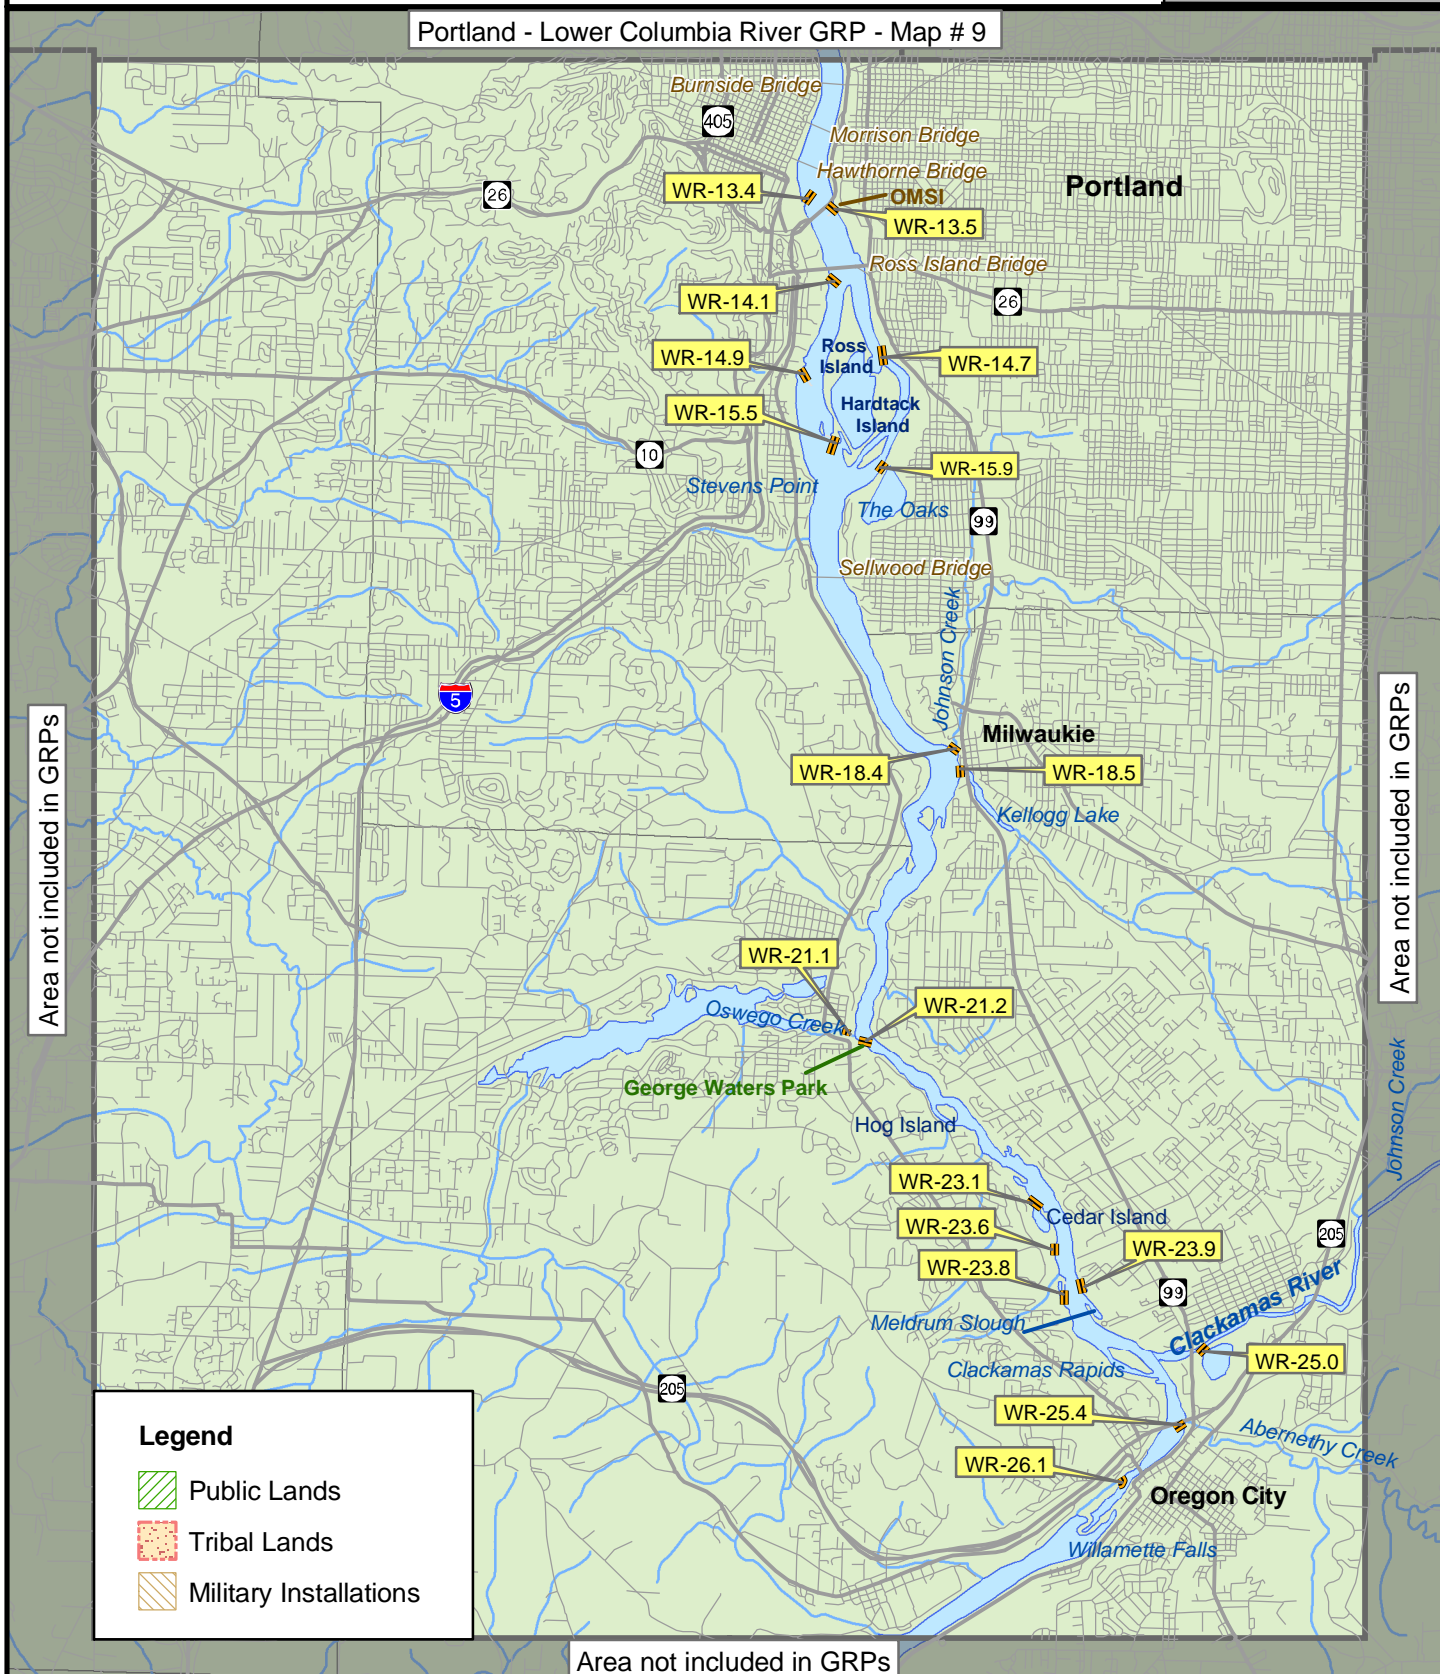 Portland - Lower Columbia River GRP - Map # 9
Burnside Bridge
405
Morrison Bridge
Hawthorne Bridge
Portland
WR-13.4
26
OMSI
WR-13.5
Ross Island Bridge
WR-14.1
26
Ross
Island
WR-14.9
WR-14.7
Hardtack
Island
WR-15.5
10
WR-15.9
Stevens Point
The Oaks
99
Sellwood Bridge
Johnson Creek
5
Milwaukie
WR-18.4
WR-18.5
Kellogg Lake
Area not included in GRPs
Area not included in GRPs
WR-21.1
WR-21.2
Oswego Creek
George Waters Park
Hog Island
Johnson Creek
WR-23.1
Cedar Island
WR-23.6
WR-23.9
205
WR-23.8
99
Meldrum Slough
Clackamas River
Clackamas Rapids
WR-25.0
205
WR-25.4
Abernethy Creek
WR-26.1
Oregon City
Willamette Falls
Legend
Public Lands
Tribal Lands
Military Installations
Area not included in GRPs